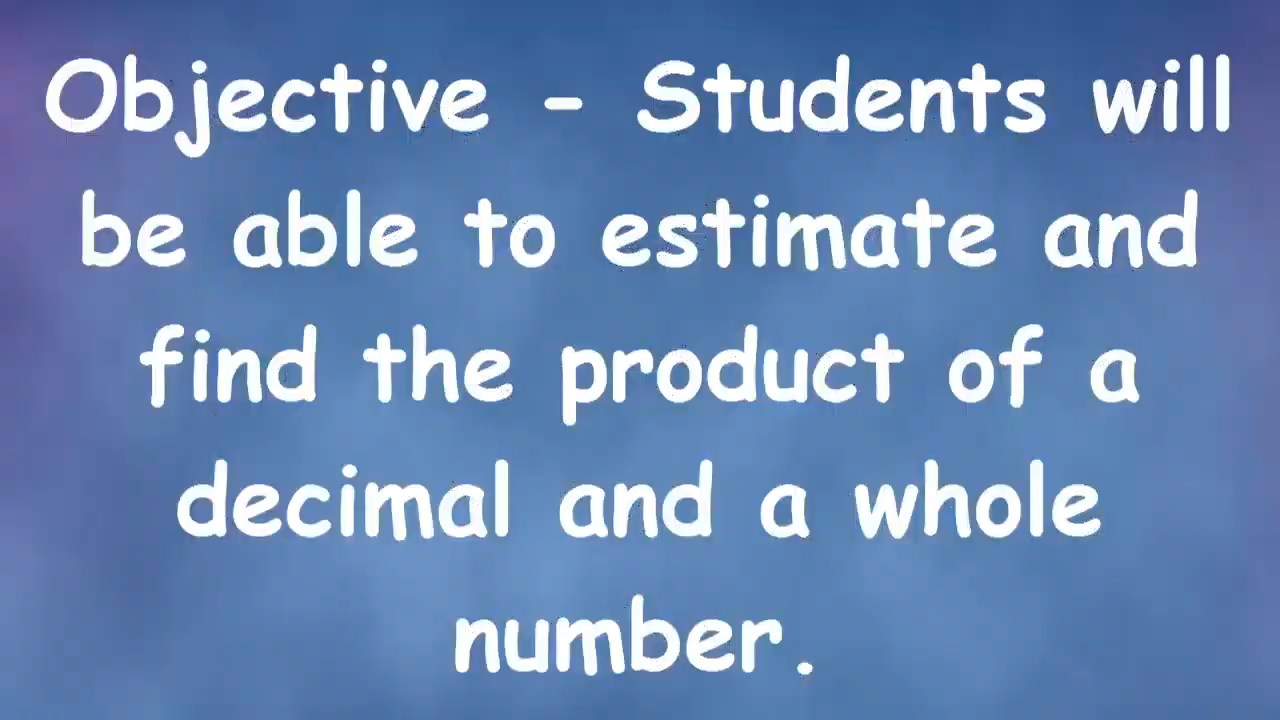 Objective - Students will
be able to estimate and
find the product of a
decimal and a whole
number.